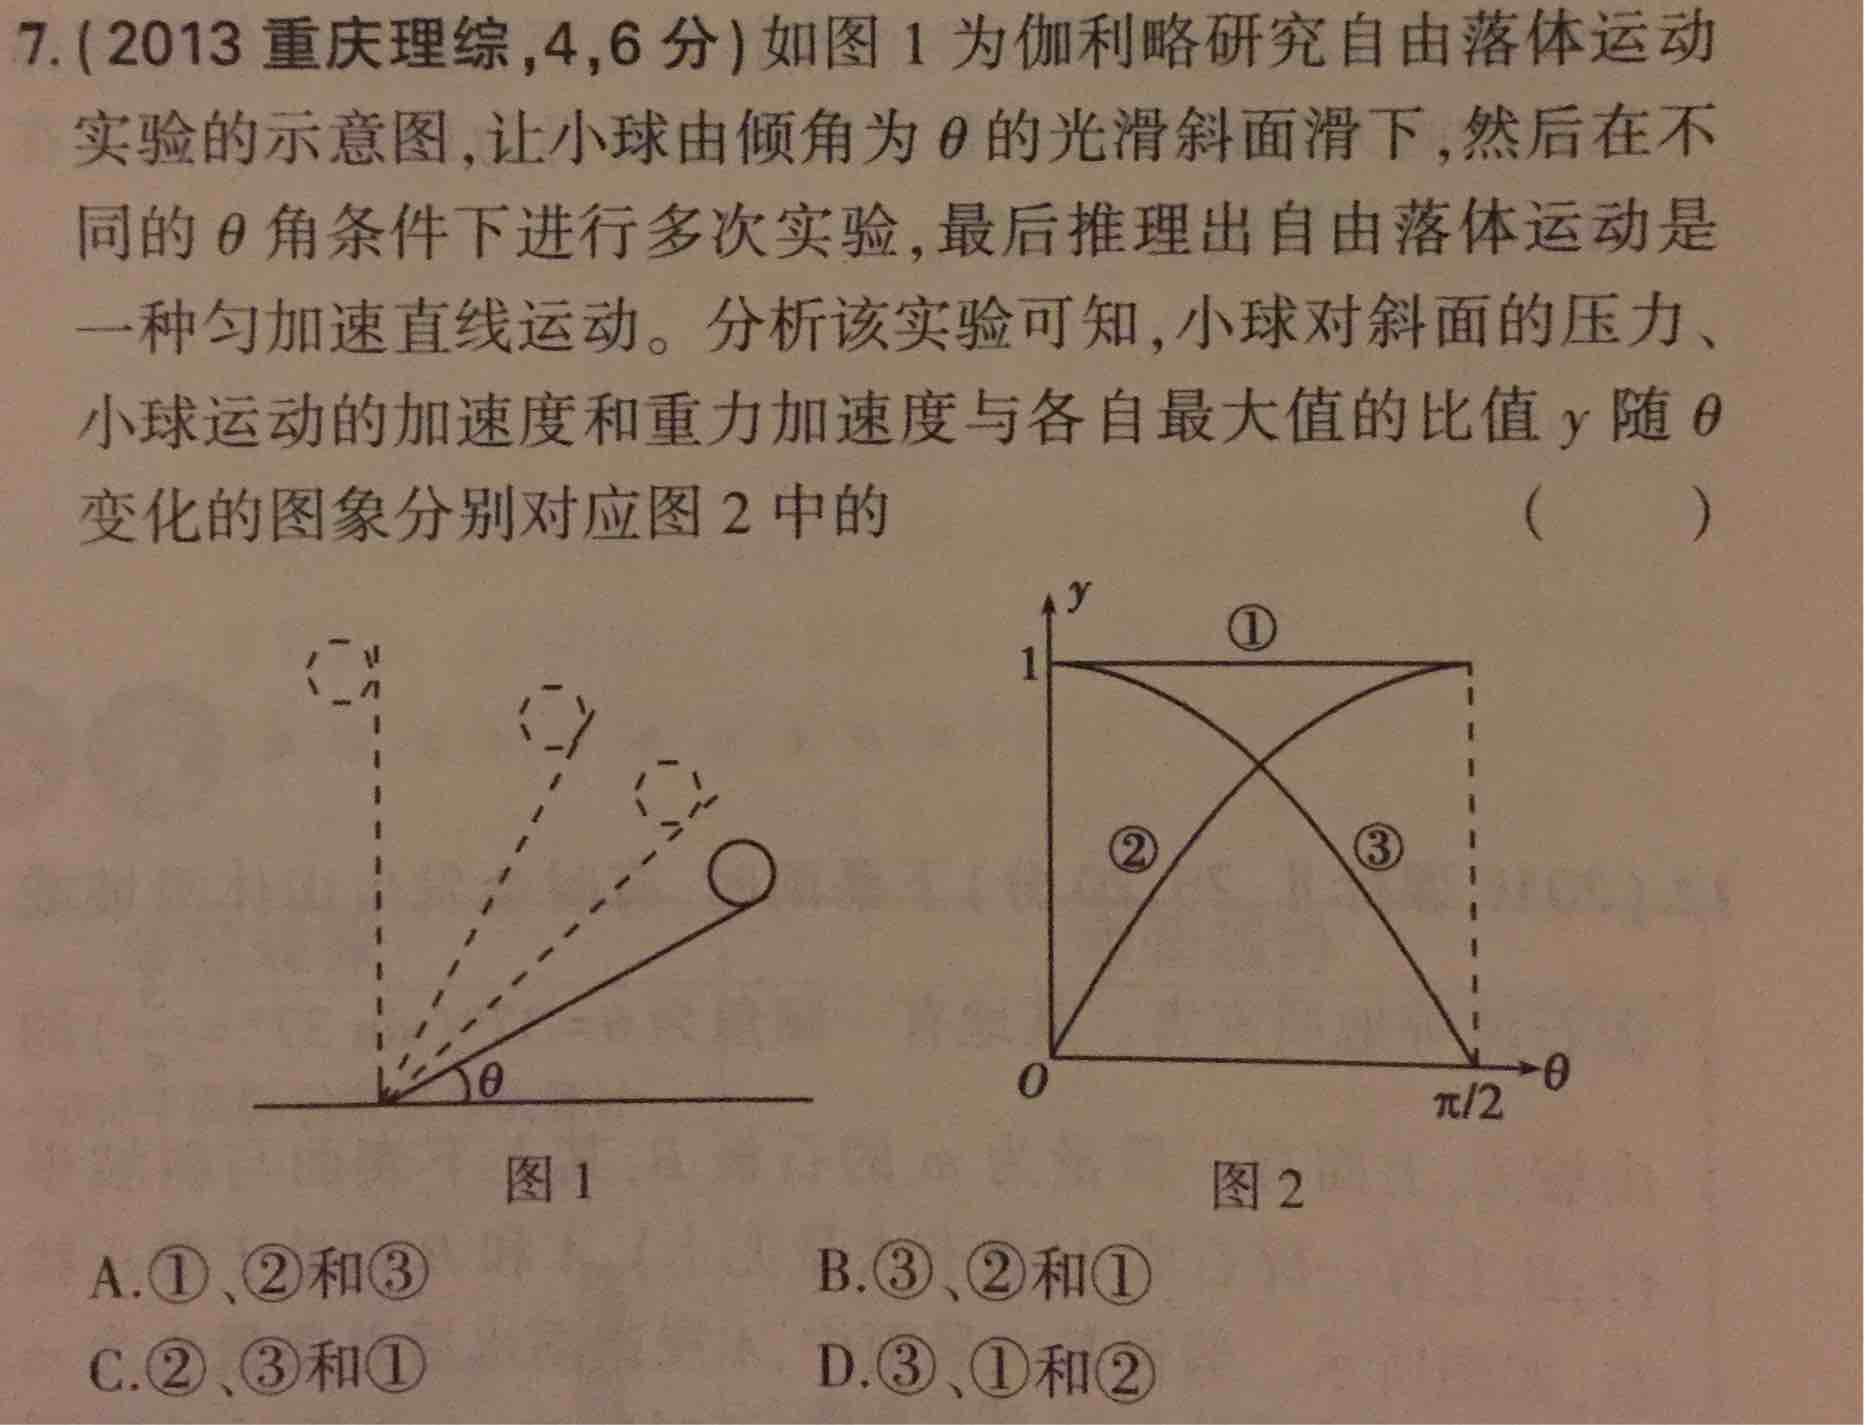 7.(2013重庆理综,4,6分)如图1为伽利略研究自由落体运动
实验的示意图,让小球由倾角为θ的光滑斜面滑下,然后在不
同的θ角条件下进行多次实验,最后推理出自由落体运动是
一种匀加速直线运动。分析该实验可知,小球对斜面的压力、
小球运动的加速度和重力加速度与各自最大值的比值y随θ
变化的图象分别对应图2中的 ( )
θ
图1
y
1
①
②
③
O
π/2
θ
图2
A.①、②和③ B.③、②和①
C.②、③和① D.③、①和②